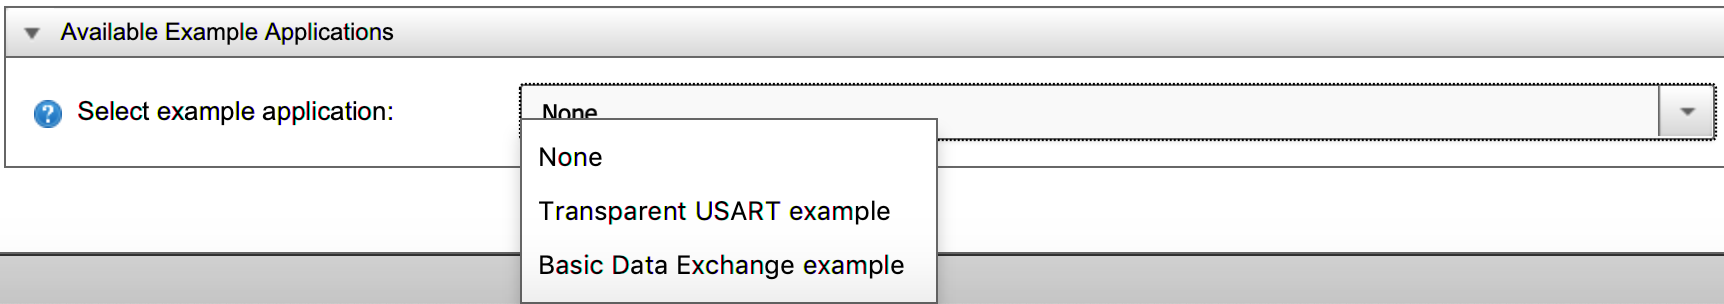 Available Example Applications
? Select example application: None
None
Transparent USART example
Basic Data Exchange example